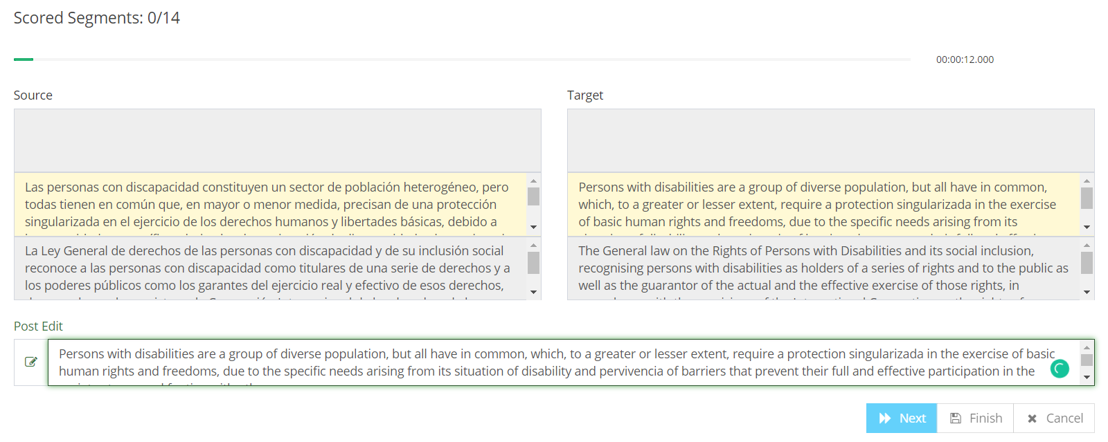 Scored Segments: 0/14
00:00:12.000
Source
Target
Las personas con discapacidad constituyen un sector de población heterogéneo, pero
todas tienen en común que, en mayor o menor medida, precisan de una protección
singularizada en el ejercicio de los derechos humanos y libertades básicas, debido a
Persons with disabilities are a group of diverse population, but all have in common,
which, to a greater or lesser extent, require a protection singularizada in the exercise
of basic human rights and freedoms, due to the specific needs arising from its
La Ley General de derechos de las personas con discapacidad y de su inclusión social
reconoce a las personas con discapacidad como titulares de una serie de derechos y a
los poderes públicos como los garantes del ejercicio real y efectivo de esos derechos,
The General law on the Rights of Persons with Disabilities and its social inclusion,
recognising persons with disabilities as holders of a series of rights and to the public as
well as the guarantor of the actual and the effective exercise of those rights, in
Post Edit
Persons with disabilities are a group of diverse population, but all have in common, which, to a greater or lesser extent, require a protection singularizada in the exercise of basic
human rights and freedoms, due to the specific needs arising from its situation of disability and pervivencia of barriers that prevent their full and effective participation in the
Next
Finish
Cancel